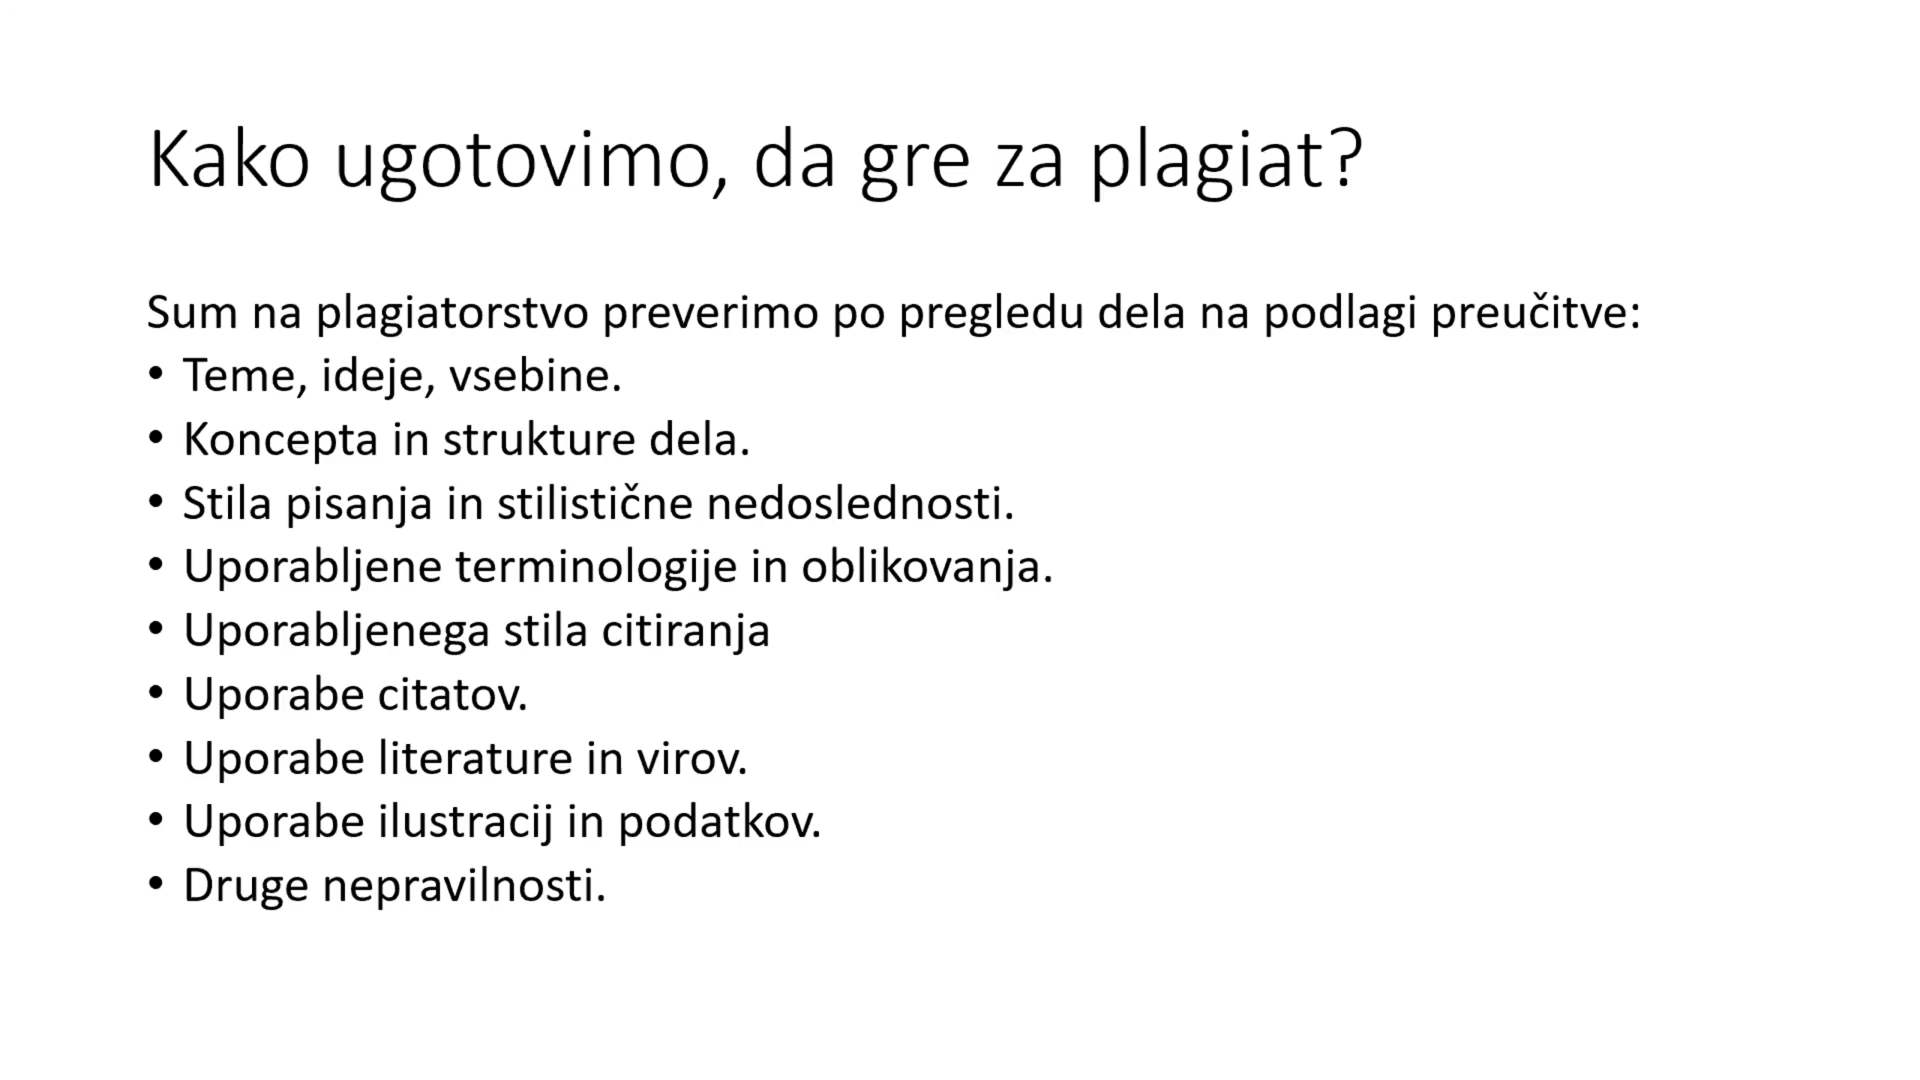 Kako ugotovimo, da gre za plagiat?
Sum na plagiatorstvo preverimo po pregledu dela na podlagi preučitve:
• Teme, ideje, vsebine.
• Koncepta in strukture dela.
• Stila pisanja in stilistične nedoslednosti.
• Uporabljene terminologije in oblikovanja.
• Uporabljenega stila citiranja
• Uporabe citatov.
• Uporabe literature in virov.
• Uporabe ilustracij in podatkov.
• Druge nepravilnosti.